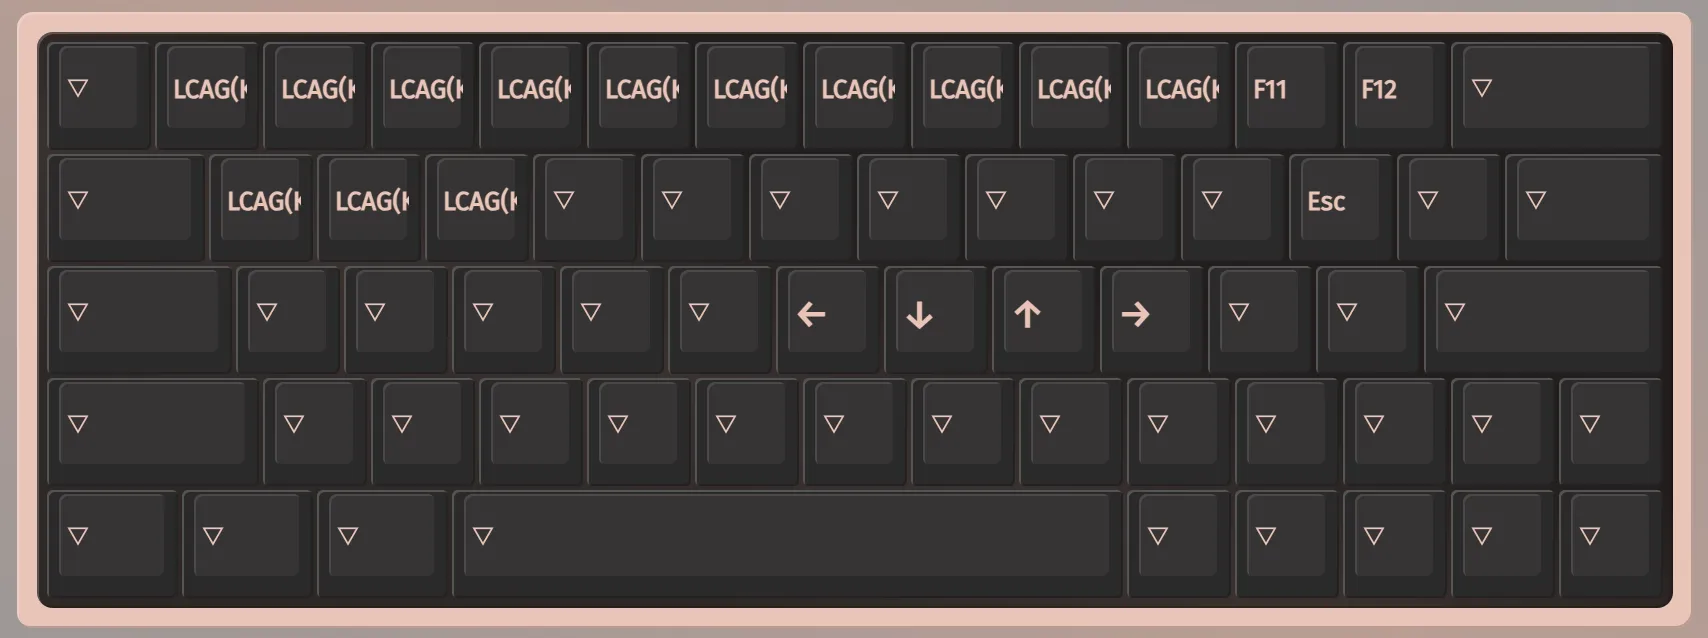 ▽ LCAG(K LCAG(K LCAG(K LCAG(K LCAG(K LCAG(K LCAG(K LCAG(K LCAG(K LCAG(K F11 F12 ▽
▽ LCAG(K LCAG(K LCAG(K ▽ ▽ ▽ ▽ ▽ ▽ ▽ Esc ▽ ▽
▽ ▽ ▽ ▽ ▽ ▽ ← ↓ ↑ → ▽ ▽ ▽
▽ ▽ ▽ ▽ ▽ ▽ ▽ ▽ ▽ ▽ ▽ ▽ ▽
▽ ▽ ▽ ▽ ▽ ▽ ▽ ▽ ▽